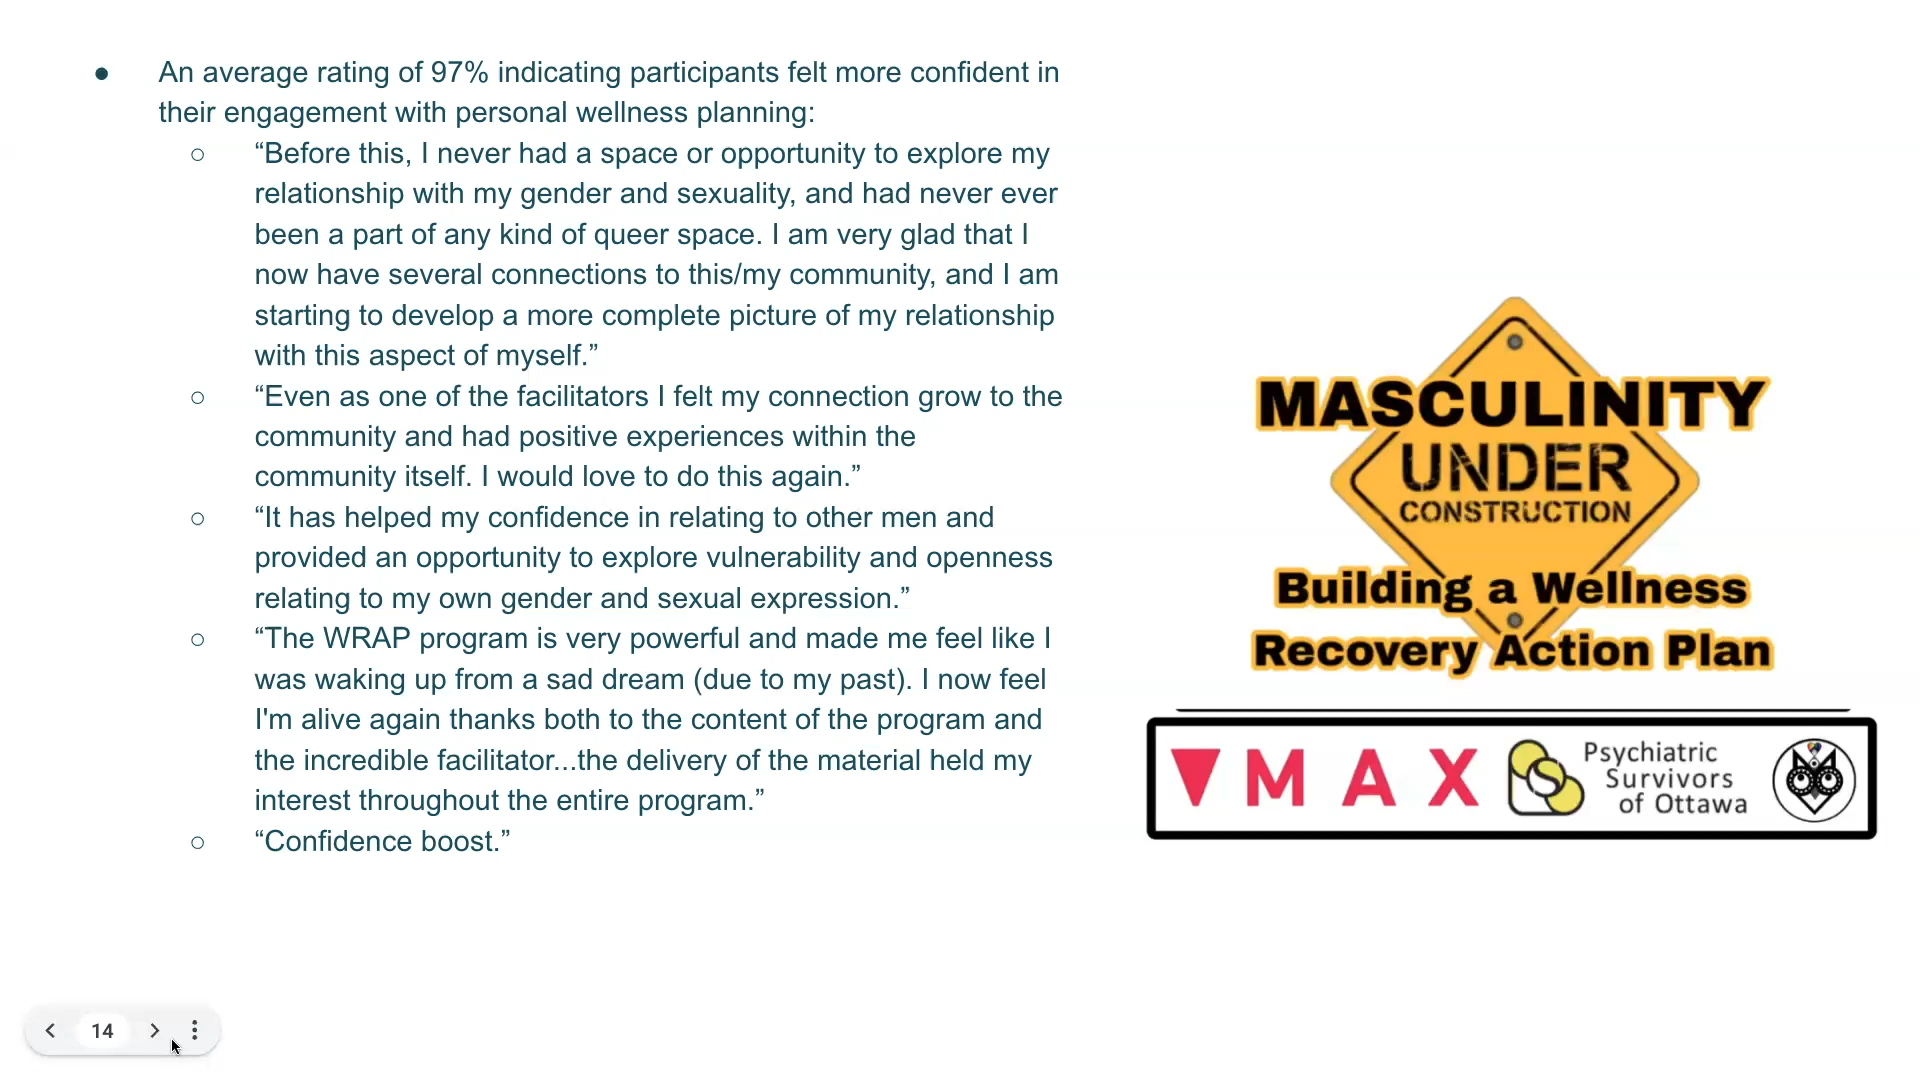 ● An average rating of 97% indicating participants felt more confident in
their engagement with personal wellness planning:
○ “Before this, I never had a space or opportunity to explore my
relationship with my gender and sexuality, and had never ever
been a part of any kind of queer space. I am very glad that I
now have several connections to this/my community, and I am
starting to develop a more complete picture of my relationship
with this aspect of myself.”
○ “Even as one of the facilitators I felt my connection grow to the
community and had positive experiences within the
community itself. I would love to do this again.”
○ “It has helped my confidence in relating to other men and
provided an opportunity to explore vulnerability and openness
relating to my own gender and sexual expression.”
○ “The WRAP program is very powerful and made me feel like I
was waking up from a sad dream (due to my past). I now feel
I'm alive again thanks both to the content of the program and
the incredible facilitator...the delivery of the material held my
interest throughout the entire program.”
○ “Confidence boost.”
MASCULINITY
UNDER
CONSTRUCTION
Building a Wellness
Recovery Action Plan
MAX
Psychiatric
Survivors
of Ottawa
14